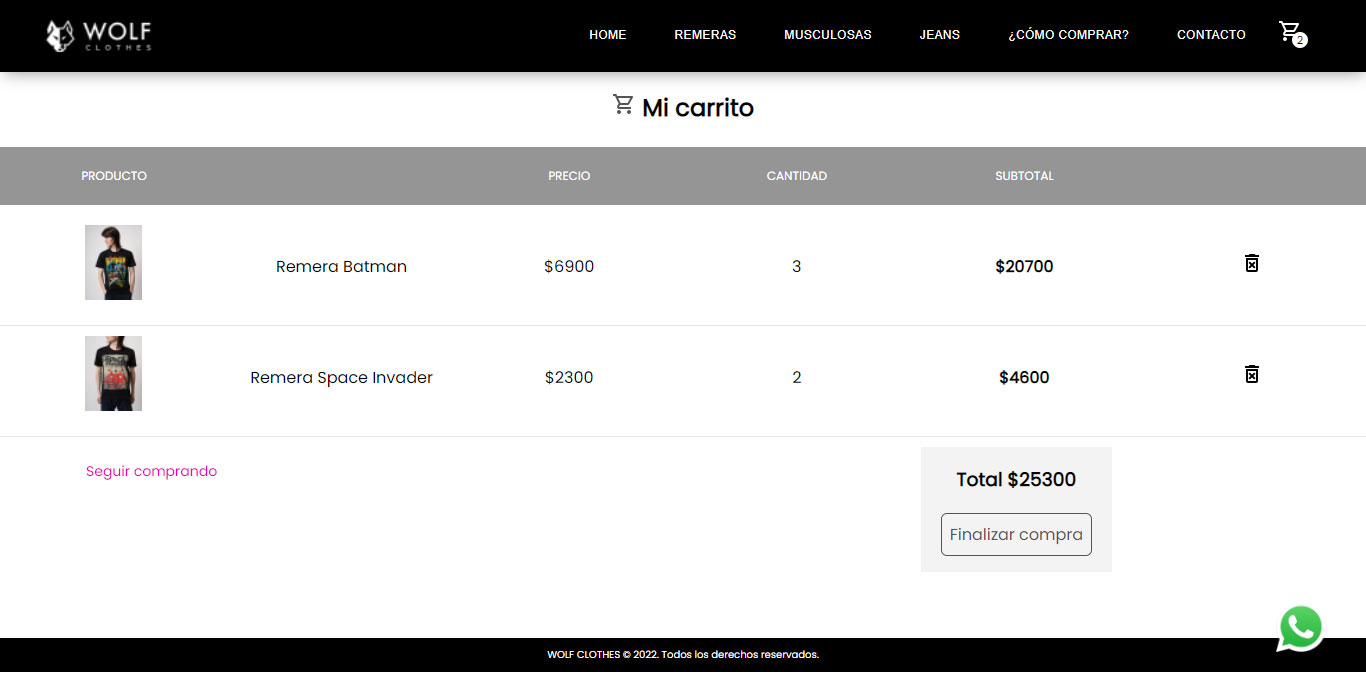 WOLF
CLOTHES
HOME REMERAS MUSCULOSAS JEANS ¿CÓMO COMPRAR? CONTACTO 2
Mi carrito
PRODUCTO PRECIO CANTIDAD SUBTOTAL
Remera Batman $6900 3 $20700
Remera Space Invader $2300 2 $4600
Seguir comprando
Total $25300
Finalizar compra
WOLF CLOTHES © 2022. Todos los derechos reservados.